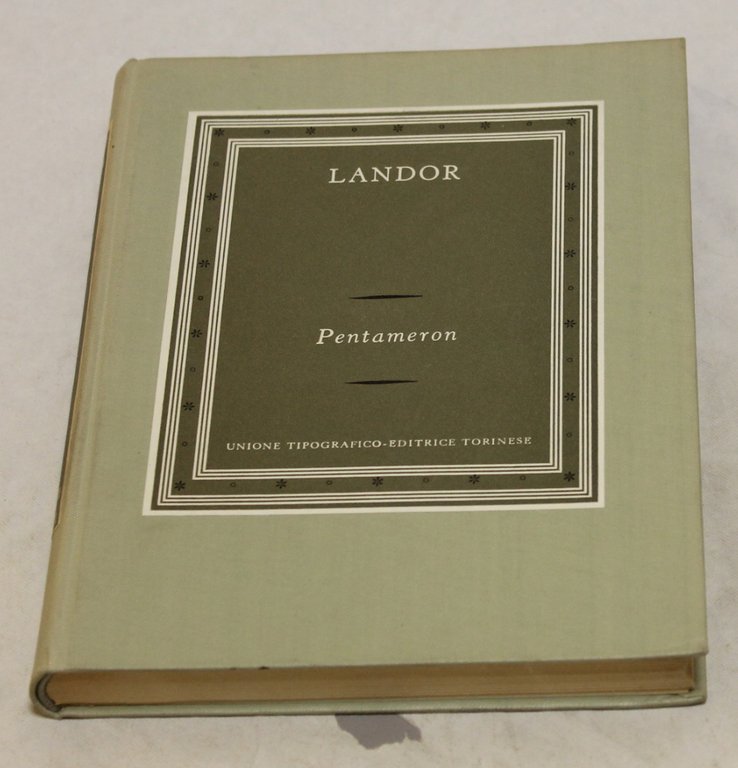 LANDOR
Pentameron
UNIONE TIPOGRAFICO-EDITRICE TORINESE